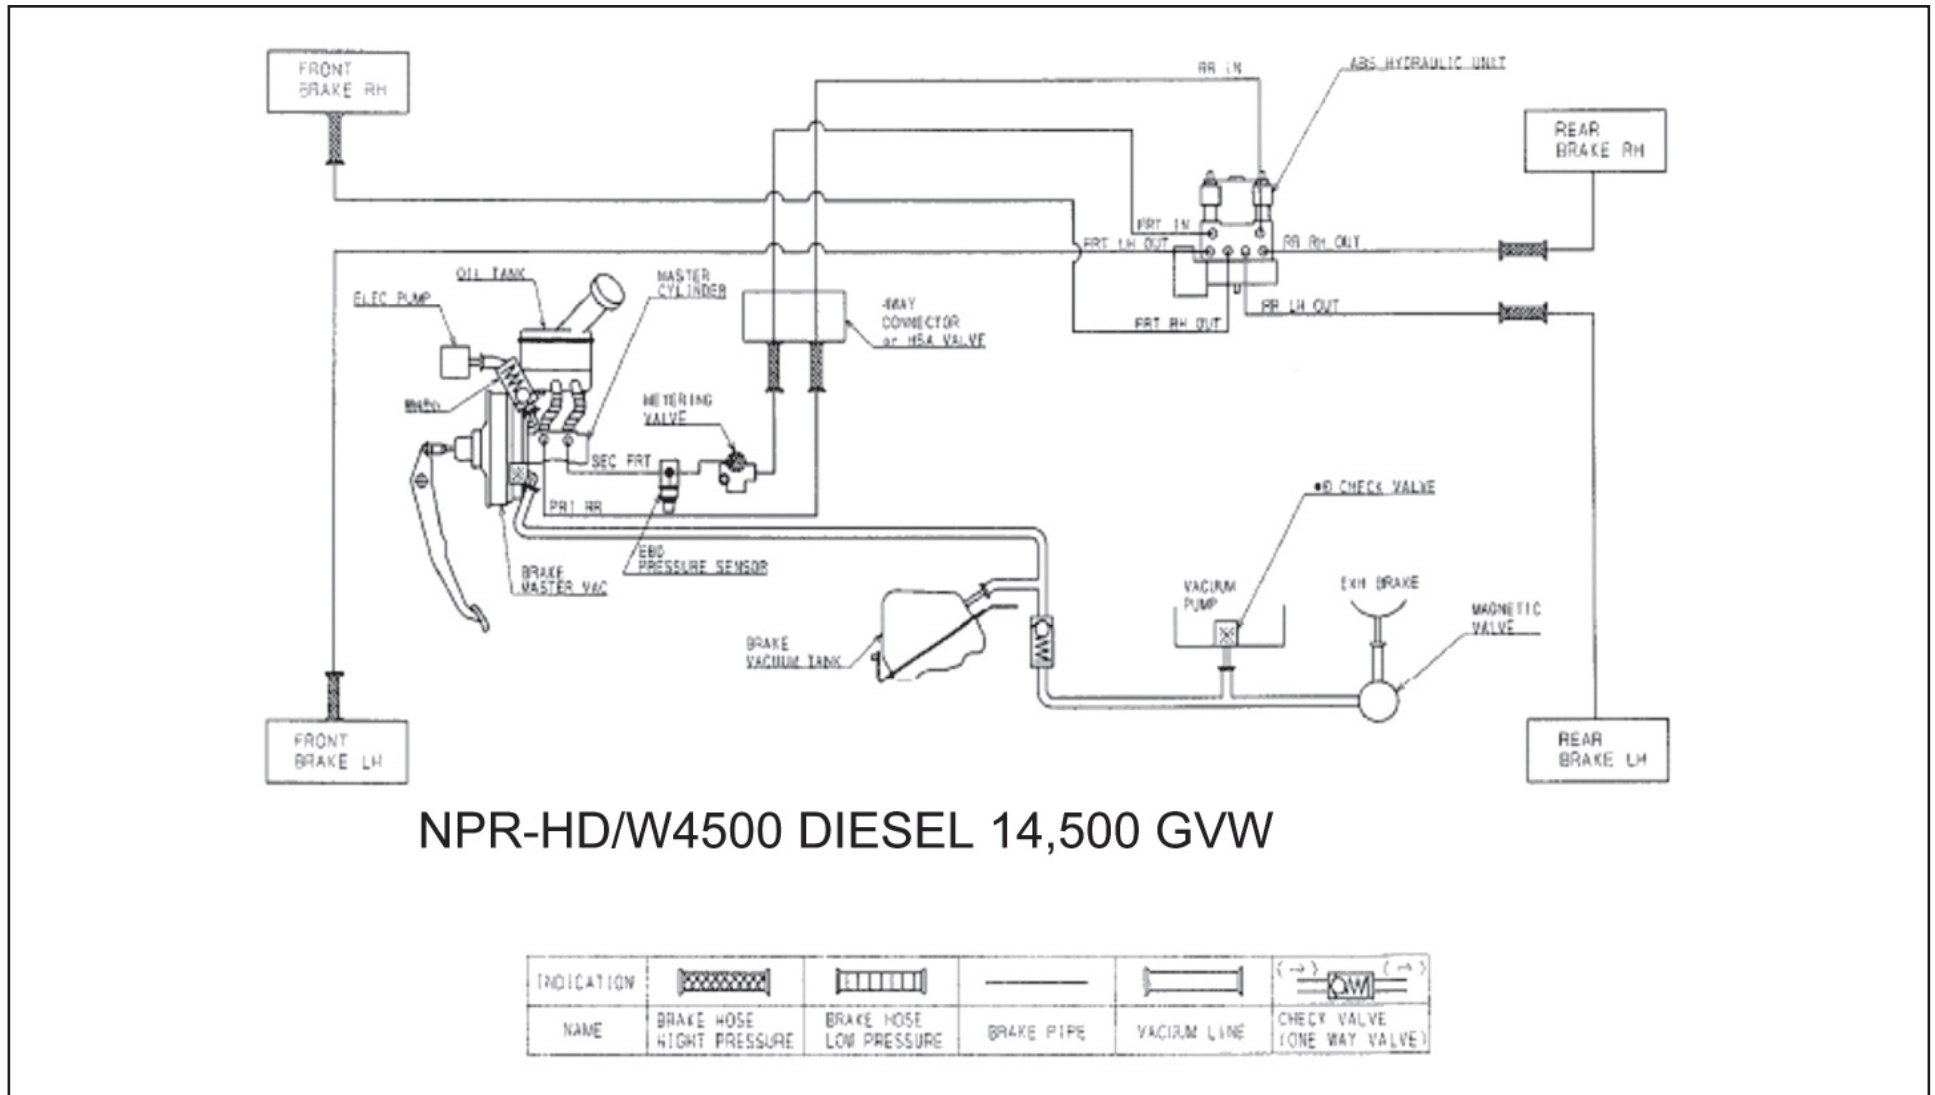 FRONT
BRAKE RH
RR IN
ABS HYDRAULIC UNIT
REAR
BRAKE RH
FRT IN
FRT LH OUT
RR RH OUT
OIL TANK
MASTER
CYLINDER
ELEC PUMP
4WAY
CONNECTOR
or HSA VALVE
RR LH OUT
FRT RH OUT
METERING
VALVE
SEC FRT
CHECK VALVE
PRI RR
EBD
PRESSURE SENSOR
BRAKE
MASTER VAC
VACUUM
PUMP
EXH BRAKE
MAGNETIC
VALVE
BRAKE
VACUUM TANK
FRONT
BRAKE LH
REAR
BRAKE LH
NPR-HD/W4500 DIESEL 14,500 GVW
INDICATION
NAME
BRAKE HOSE
HIGHT PRESSURE
BRAKE HOSE
LOW PRESSURE
BRAKE PIPE
VACUUM LINE
CHECK VALVE
(ONE WAY VALVE)